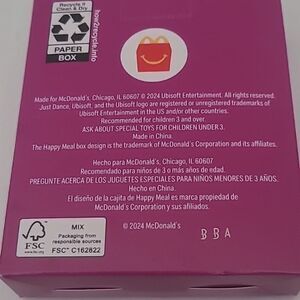 Recycle if
Clean & Dry
PAPER
BOX
how2recycle.info
Made for McDonald's, Chicago, IL 60607 © 2024 Ubisoft Entertainment. All rights reserved.
Just Dance, Ubisoft, and the Ubisoft logo are registered or unregistered trademarks of
Ubisoft Entertainment in the US and/or other countries.
Recommended for children 3 and over.
ASK ABOUT SPECIAL TOYS FOR CHILDREN UNDER 3.
Made in China.
The Happy Meal box design is the trademark of McDonald's Corporation and its affiliates.
Hecho para McDonald's, Chicago, IL 60607
Recomendado para niños de 3 o más años de edad.
PREGUNTE ACERCA DE LOS JUGUETES ESPECIALES PARA NIÑOS MENORES DE 3 AÑOS.
Hecho en China.
El diseño de la cajita de Happy Meal es marca propiedad de
McDonald's Corporation y sus afiliados.
© 2024 McDonald's
BBA
FSC
www.fsc.org
MIX
Packaging from
responsible sources
FSC® C162822